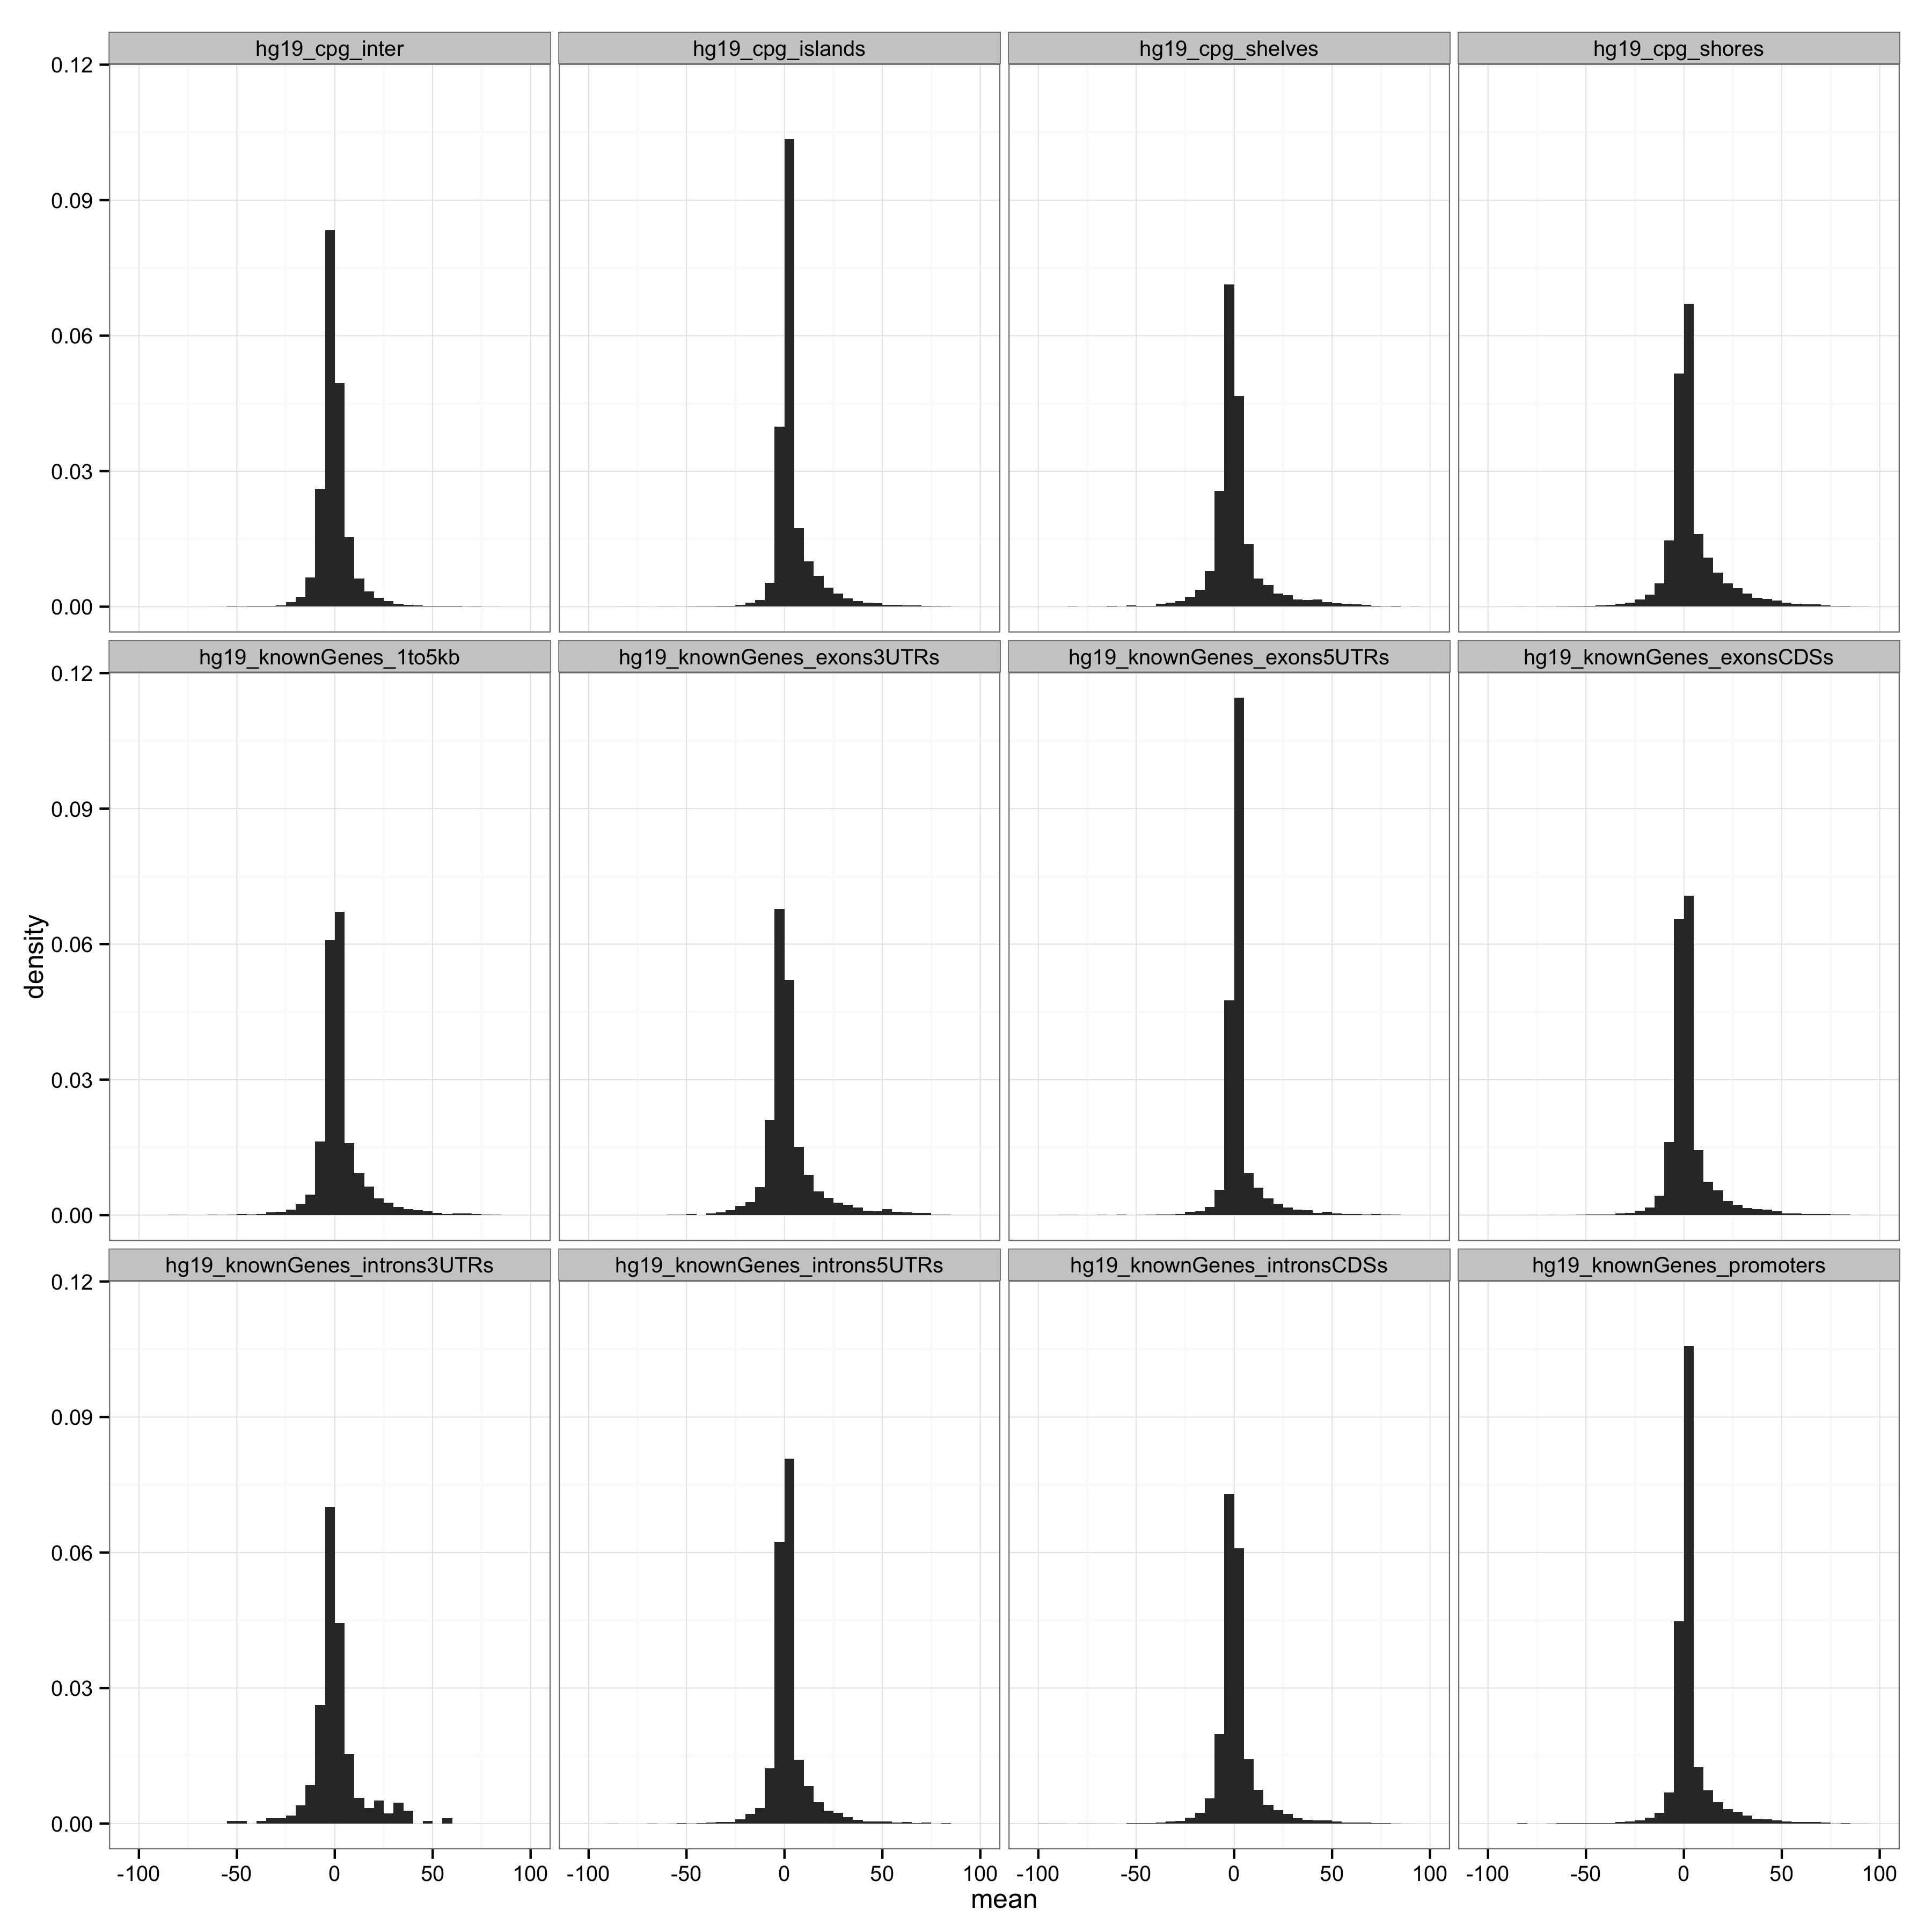 hg19_cpg_inter hg19_cpg_islands hg19_cpg_shelves hg19_cpg_shores
0.12
0.09
0.06
0.03
0.00
hg19_knownGenes_1to5kb hg19_knownGenes_exons3UTRs hg19_knownGenes_exons5UTRs hg19_knownGenes_exonsCDSs
0.12
0.09
density
0.06
0.03
0.00
hg19_knownGenes_introns3UTRs hg19_knownGenes_introns5UTRs hg19_knownGenes_intronsCDSs hg19_knownGenes_promoters
0.12
0.09
0.06
0.03
0.00
-100 -50 0 50 100 -100 -50 0 50 100 -100 -50 0 50 100 -100 -50 0 50 100
mean